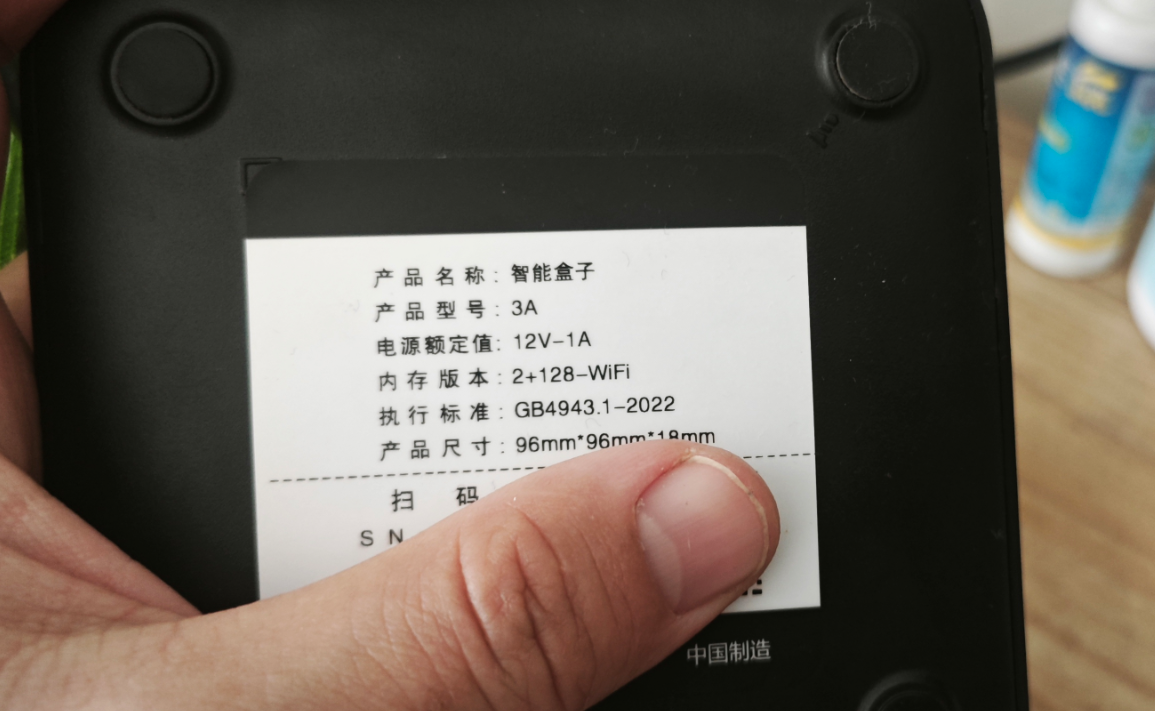 产品名称：智能盒子
产品型号：3A
电源额定值：12V-1A
内存版本：2+128-WiFi
执行标准：GB4943.1-2022
产品尺寸：96mm*96mm*18mm
扫 码
SN
中国制造